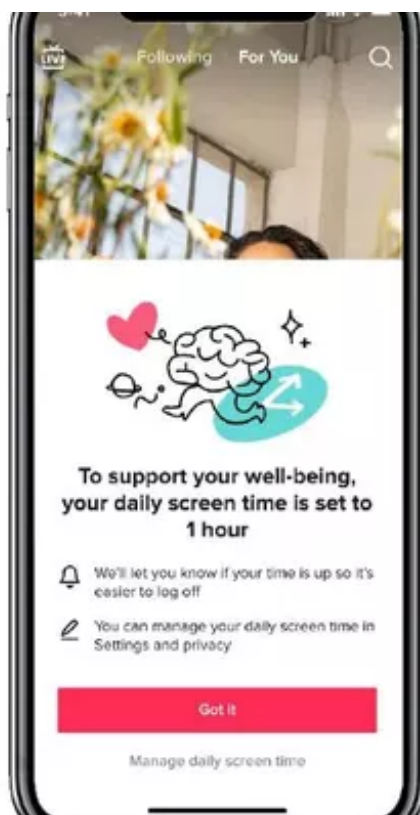 LIVE
Following
For You
To support your well-being,
your daily screen time is set to
1 hour
We'll let you know if your time is up so it's
easier to log off
You can manage your daily screen time in
Settings and privacy
Got it
Manage daily screen time